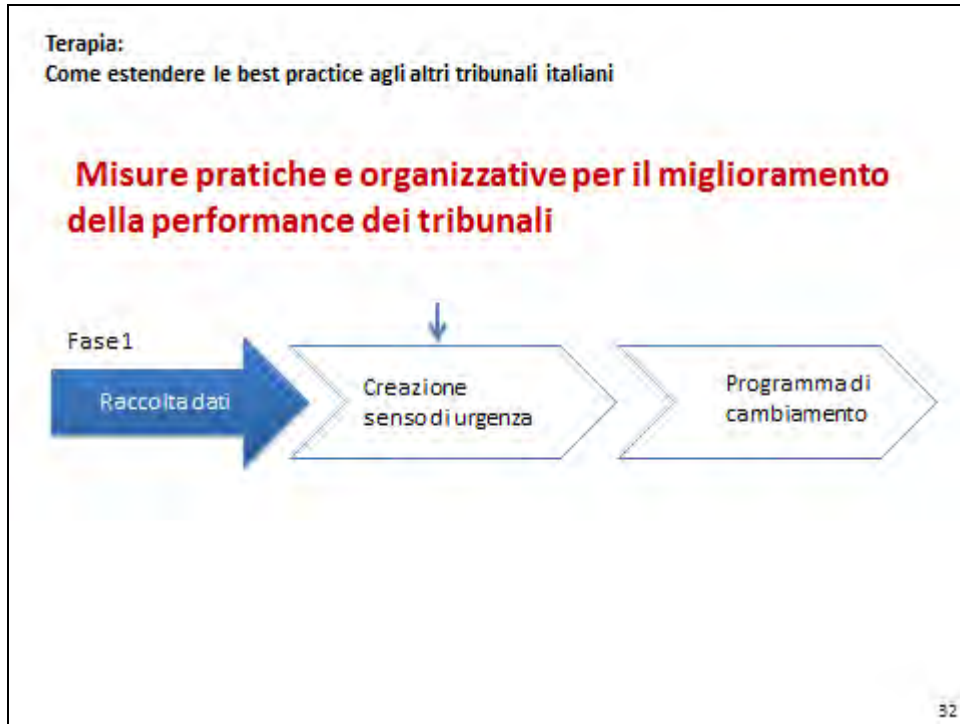 Terapia:
Come estendere le best practice agli altri tribunali italiani
Misure pratiche e organizzative per il miglioramento
della performance dei tribunali
Fase1
Raccolta dati
Creazione
senso di urgenza
Programma di
cambiamento
32